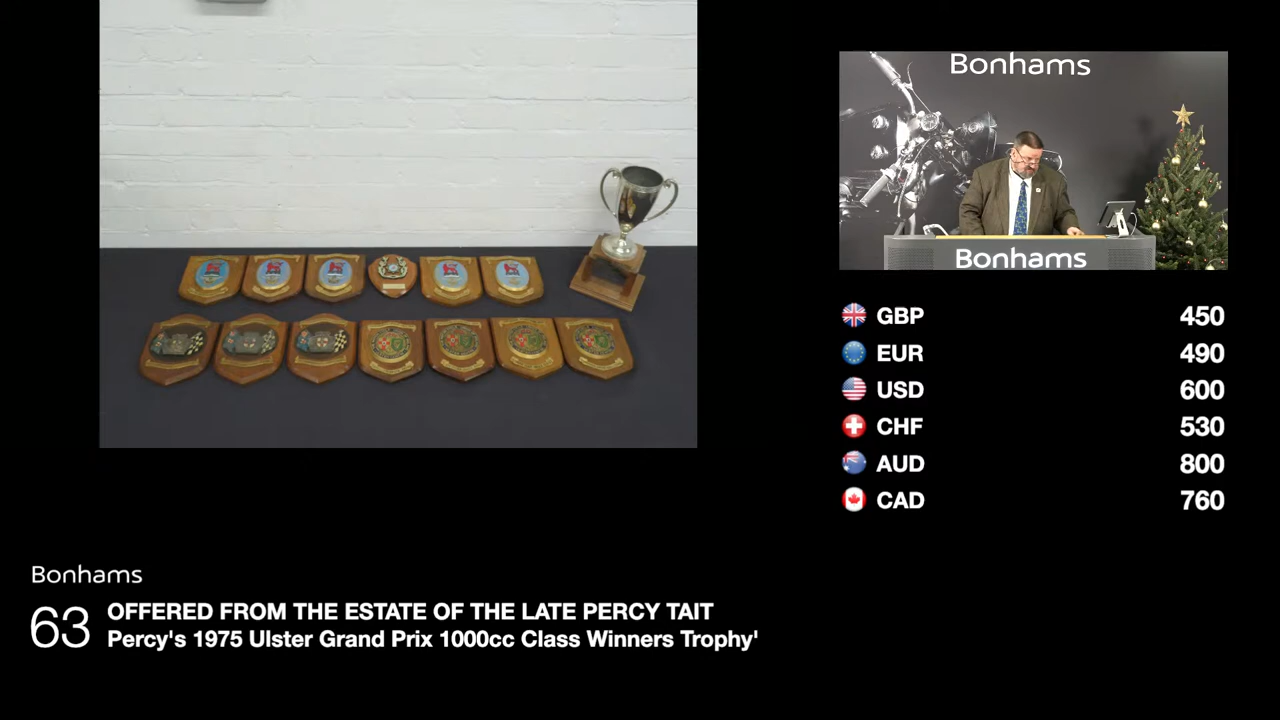 Bonhams
Bonhams
GBP 450
EUR 490
USD 600
CHF 530
AUD 800
CAD 760
Bonhams
63
OFFERED FROM THE ESTATE OF THE LATE PERCY TAIT
Percy's 1975 Ulster Grand Prix 1000cc Class Winners Trophy'